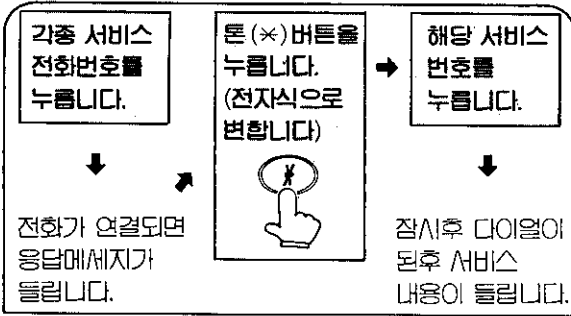 각종 서비스
전화번호를
누릅니다.
전화가 연결되면
응답메세지가
들립니다.
톤(*)버튼을
누릅니다.
(전자식으로
변합니다)
*
해당 서비스
번호를
누릅니다.
잠시후 다이얼이
된후 서비스
내용이 들립니다.